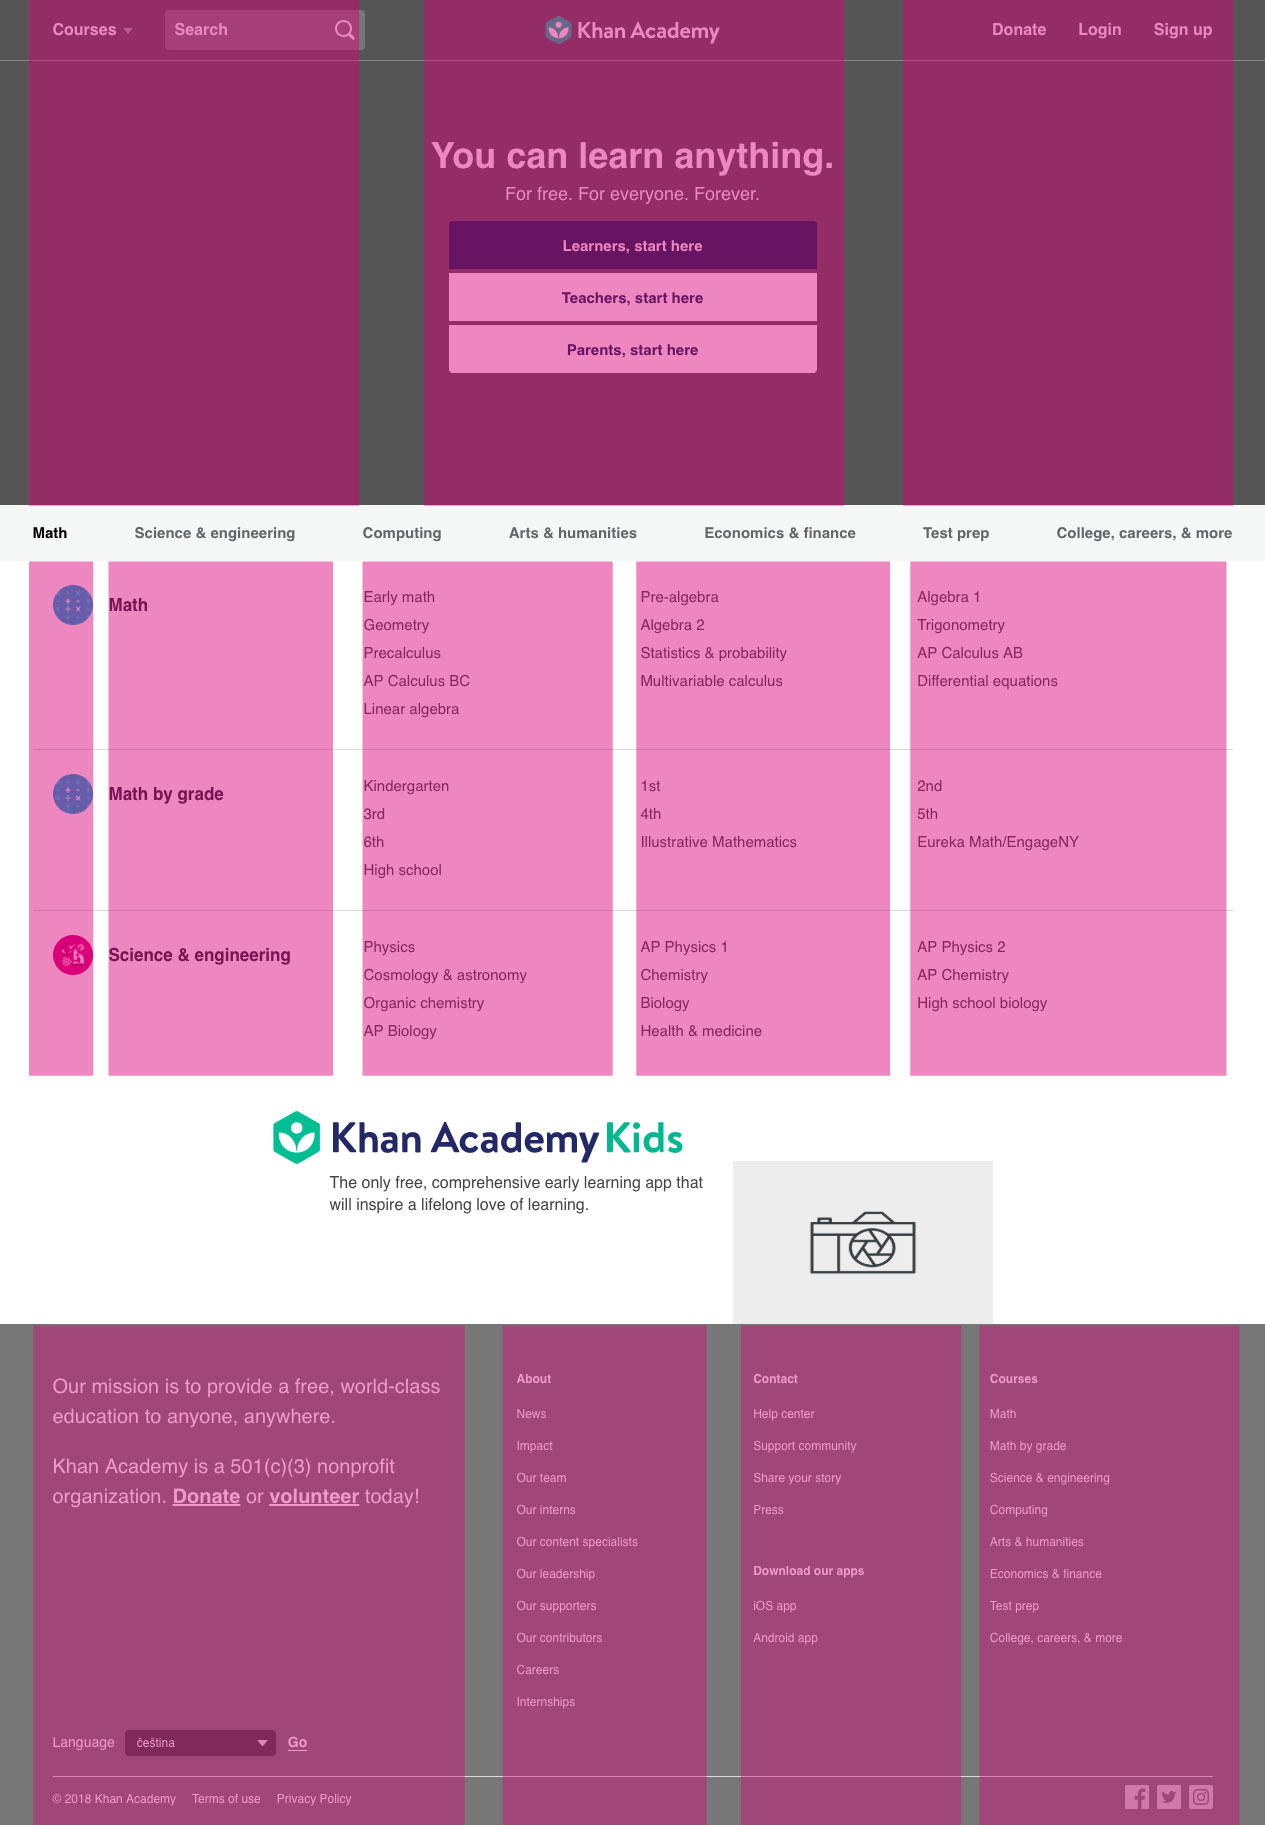 Courses
Search
Khan Academy
Donate
Login
Sign up
You can learn anything.
For free. For everyone. Forever.
Learners, start here
Teachers, start here
Parents, start here
Math
Science & engineering
Computing
Arts & humanities
Economics & finance
Test prep
College, careers, & more
Math
Early math
Pre-algebra
Algebra 1
Geometry
Algebra 2
Trigonometry
Precalculus
Statistics & probability
AP Calculus AB
AP Calculus BC
Multivariable calculus
Differential equations
Linear algebra
Math by grade
Kindergarten
1st
2nd
3rd
4th
5th
6th
Illustrative Mathematics
Eureka Math/EngageNY
High school
Science & engineering
Physics
AP Physics 1
AP Physics 2
Cosmology & astronomy
Chemistry
AP Chemistry
Organic chemistry
Biology
High school biology
AP Biology
Health & medicine
Khan Academy Kids
The only free, comprehensive early learning app that
will inspire a lifelong love of learning.
Our mission is to provide a free, world-class
education to anyone, anywhere.
Khan Academy is a 501(c)(3) nonprofit
organization. Donate or volunteer today!
About
News
Impact
Our team
Our interns
Our content specialists
Our leadership
Our supporters
Our contributors
Careers
Internships
Contact
Help center
Support community
Share your story
Press
Download our apps
iOS app
Android app
Courses
Math
Math by grade
Science & engineering
Computing
Arts & humanities
Economics & finance
Test prep
College, careers, & more
Language
čeština
Go
© 2018 Khan Academy
Terms of use
Privacy Policy